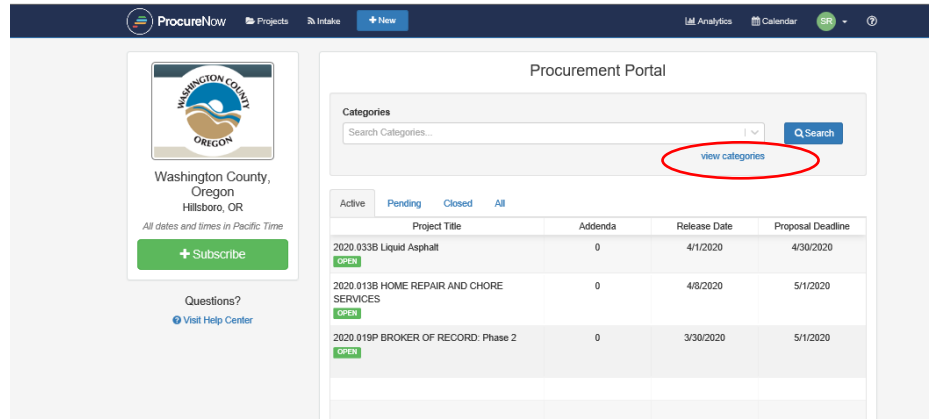 ProcureNow Projects Intake + New Analytics Calendar SR
WASHINGTON COUNTY
OREGON
Washington County,
Oregon
Hillsboro, OR
All dates and times in Pacific Time
+ Subscribe
Questions?
Visit Help Center
Procurement Portal
Categories
Search Categories...
Search
view categories
Active Pending Closed All
Project Title Addenda Release Date Proposal Deadline
2020.033B Liquid Asphalt 0 4/1/2020 4/30/2020
OPEN
2020.013B HOME REPAIR AND CHORE 0 4/8/2020 5/1/2020
SERVICES
OPEN
2020.019P BROKER OF RECORD: Phase 2 0 3/30/2020 5/1/2020
OPEN